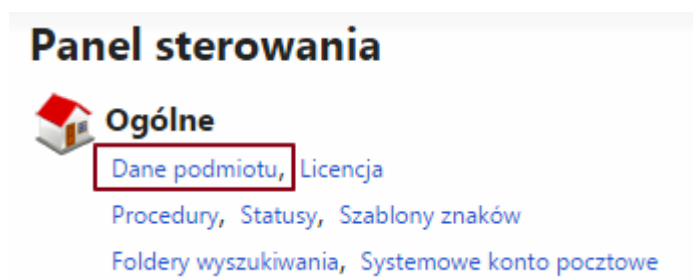 Panel sterowania
Ogólne
Dane podmiotu, Licencja
Procedury, Statusy, Szablony znaków
Foldery wyszukiwania, Systemowe konto pocztowe